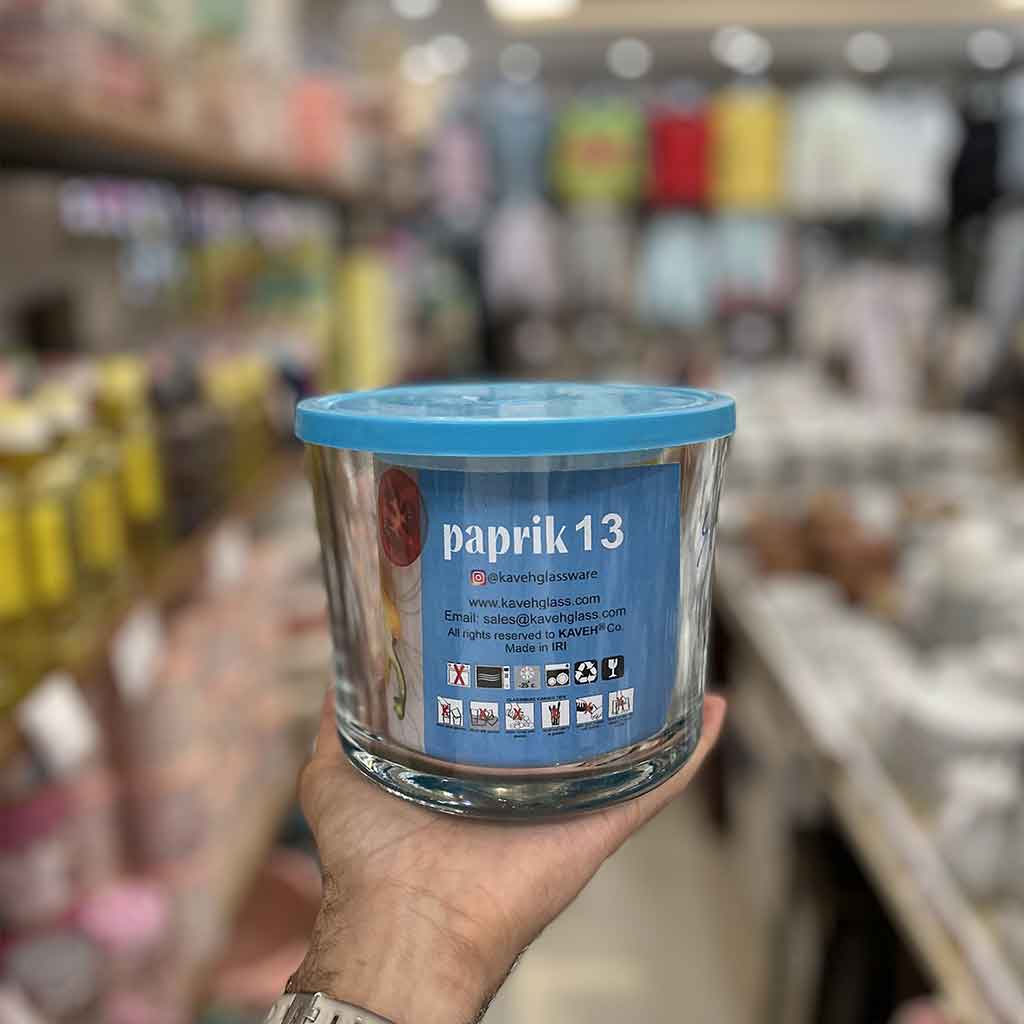 paprik 13
@kavehglassware
www.kavehglass.com
Email: sales@kavehglass.com
All rights reserved to KAVEH® Co.
Made in IRI